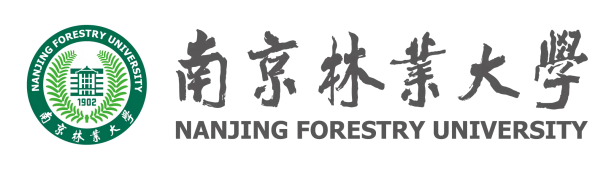 NANJING FORESTRY UNIVERSITY
1902
南京林業大學
南京林業大學
NANJING FORESTRY UNIVERSITY